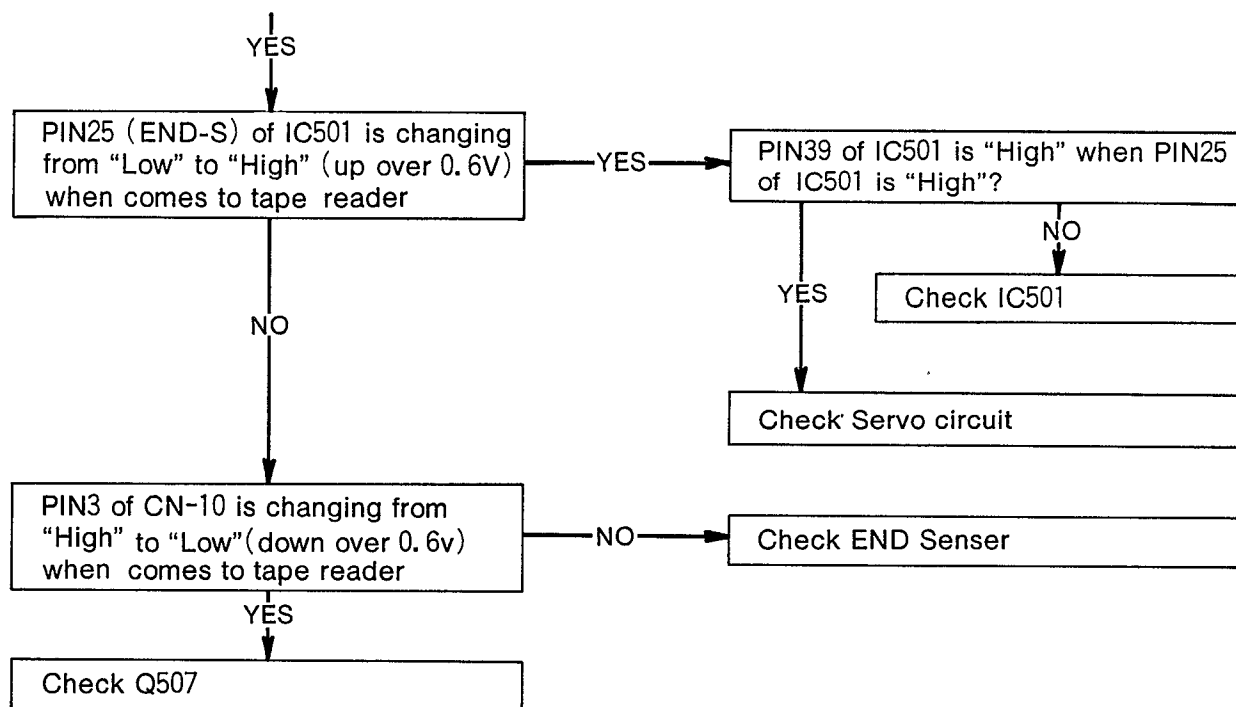 YES
PIN25 (END-S) of IC501 is changing
from “Low” to “High” (up over 0.6V)
when comes to tape reader
YES
PIN39 of IC501 is “High” when PIN25
of IC501 is “High”?
NO
YES
Check IC501
NO
Check Servo circuit
PIN3 of CN-10 is changing from
“High” to “Low”(down over 0.6v)
when comes to tape reader
NO
Check END Senser
YES
Check Q507